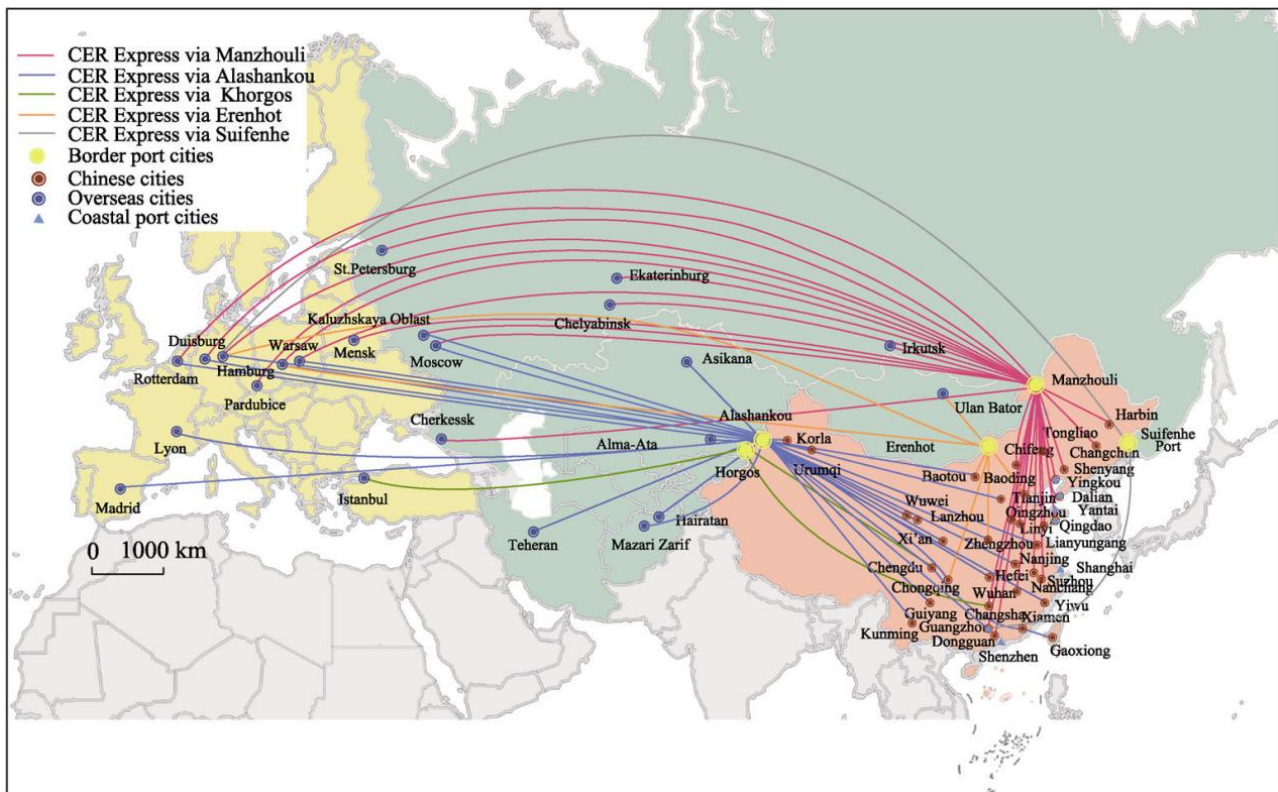 CER Express via Manzhouli
CER Express via Alashankou
CER Express via Khorgos
CER Express via Erenhot
CER Express via Suifenhe
Border port cities
Chinese cities
Overseas cities
Coastal port cities
St.Petersburg
Ekaterinburg
Chelyabinsk
Kaluzhskaya Oblast
Duisburg
Warsaw
Mensk
Moscow
Asikana
Irkutsk
Rotterdam
Hamburg
Manzhouli
Pardubice
Ulan Bator
Harbin
Alashankou
Cherkessk
Tongliao
Suifenhe
Port
Lyon
Alma-Ata
Korla
Erenhot
Chifeng
Changchun
Urumqi
Horgos
Baotou
Baoding
Shenyang
Yingkou
Madrid
Istanbul
Wuwei
Tianjin
Dalian
Yantai
Lanzhou
Qingzhou
Linyi
Qingdao
Hairatan
Teheran
Mazari Zarif
Xi'an
Zhengzhou
Lianyungang
0 1000 km
Nanjing
Shanghai
Chengdu
Hefei
Suzhou
Chongqing
Wuhan
Nanchang
Yiwu
Guiyang
Changsha
Xiamen
Kunming
Guangzhou
Dongguan
Gaoxiong
Shenzhen